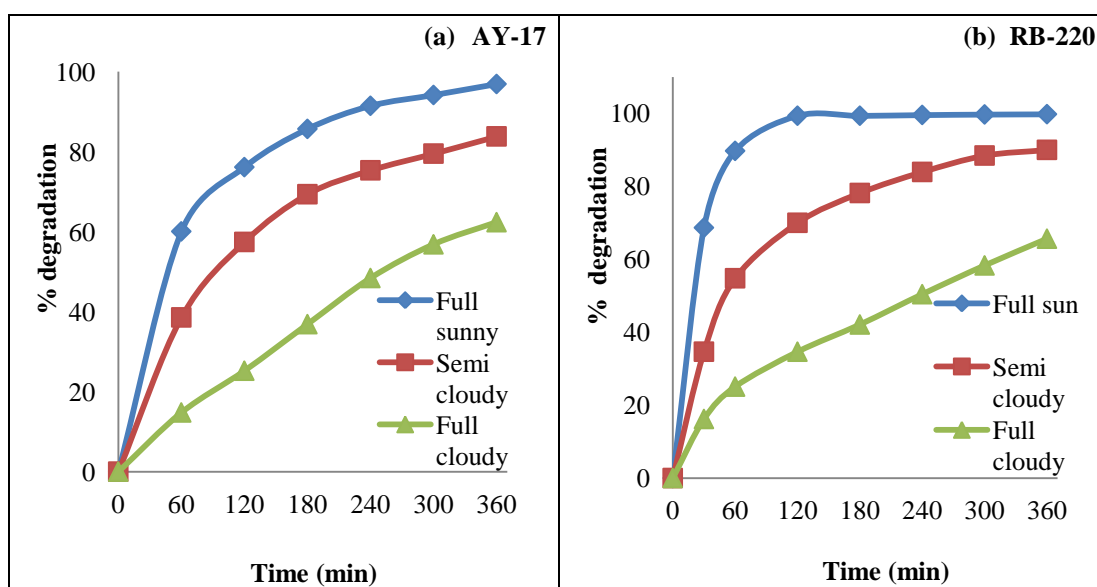 (a) AY-17
100
80
60
40
20
0
% degradation
Full
sunny
Semi
cloudy
Full
cloudy
0 60 120 180 240 300 360
Time (min)
(b) RB-220
100
80
60
40
20
0
% degradation
Full sun
Semi
cloudy
Full
cloudy
0 60 120 180 240 300 360
Time (min)